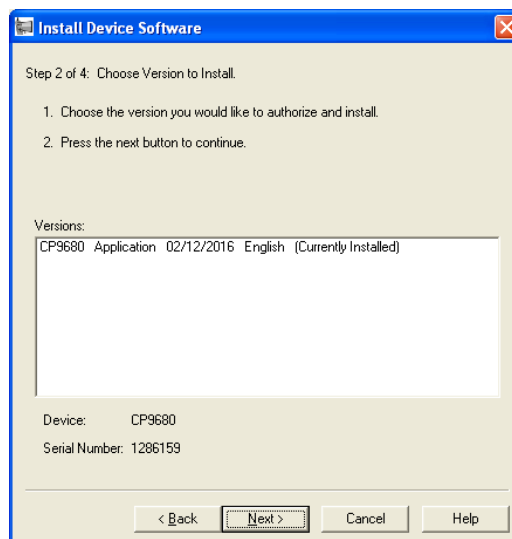 Install Device Software
Step 2 of 4: Choose Version to Install.
1. Choose the version you would like to authorize and install.
2. Press the next button to continue.
Versions:
CP9680 Application 02/12/2016 English (Currently Installed)
Device: CP9680
Serial Number: 1286159
< Back Next > Cancel Help